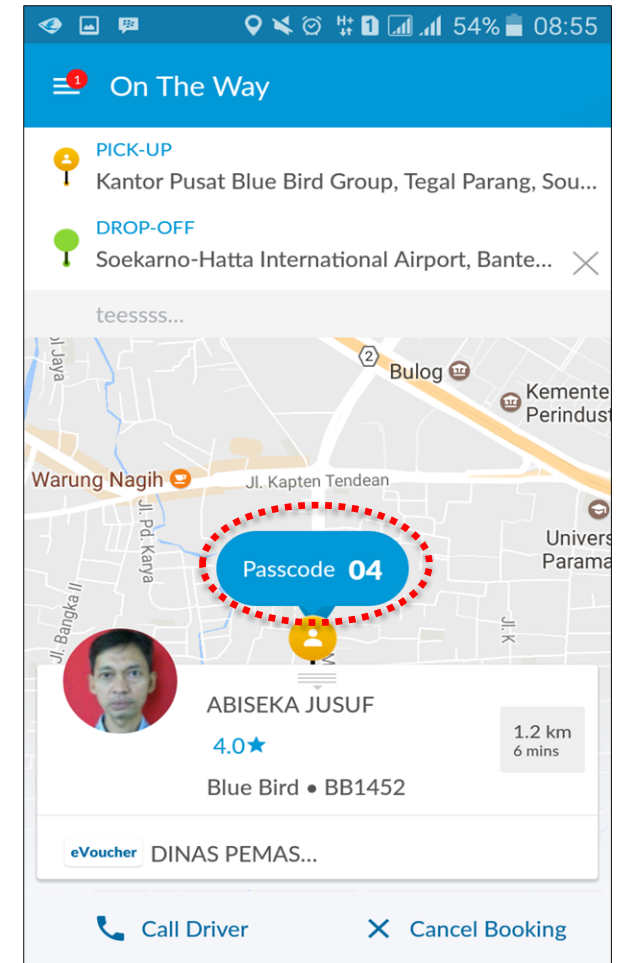 54% 08:55
1
On The Way
PICK-UP
Kantor Pusat Blue Bird Group, Tegal Parang, Sou...
DROP-OFF
Soekarno-Hatta International Airport, Bante...
teessss...
ol Jaya
2
Bulog
Kemente
Perindust
Warung Nagih
Jl. Kapten Tendean
Jl. Pd. Karya
Univers
Parama
Passcode 04
Jl. Bangka II
Jl. K
ABISEKA JUSUF
4.0★
1.2 km
6 mins
Blue Bird • BB1452
eVoucher DINAS PEMAS...
Call Driver
Cancel Booking